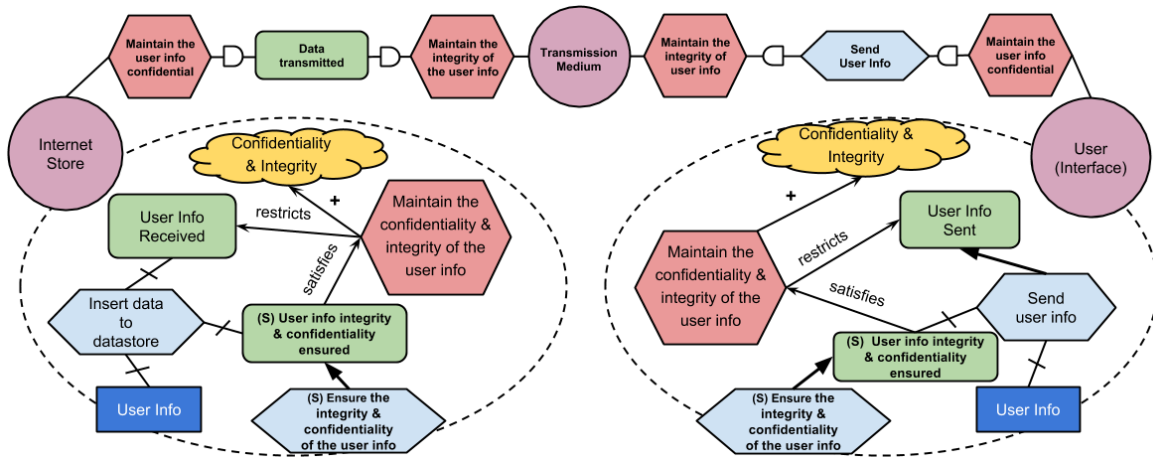 Maintain the
user info
confidential
Data
transmitted
Maintain the
integrity of
the user info
Transmission
Medium
Maintain the
integrity of
user info
Send
User Info
Maintain the
user info
confidential
Internet
Store
Confidentiality
& Integrity
+
restricts
User Info
Received
Maintain the
confidentiality &
integrity of the
user info
satisfies
Insert data
to
datastore
(S) User info integrity
& confidentiality
ensured
User Info
(S) Ensure the
integrity &
confidentiality
of the user info
User
(Interface)
Confidentiality &
Integrity
+
User Info
Sent
restricts
Maintain the
confidentiality &
integrity of the
user info
satisfies
Send
user info
(S) User info integrity
& confidentiality
ensured
(S) Ensure the
integrity &
confidentiality
of the user info
User Info